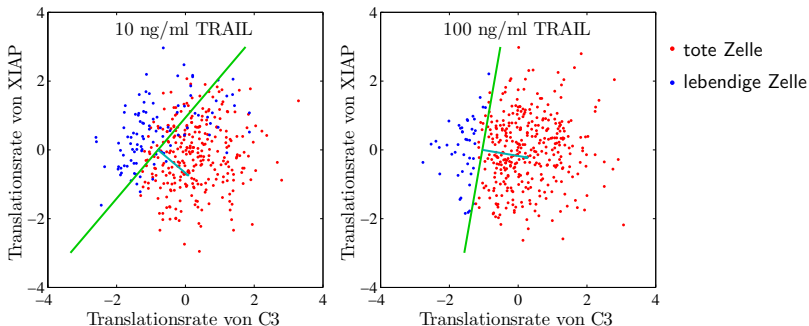 10 ng/ml TRAIL
Translationsrate von XIAP
4
2
0
−2
−4
−4
−2
0
2
4
Translationsrate von C3
100 ng/ml TRAIL
Translationsrate von XIAP
4
2
0
−2
−4
−4
−2
0
2
4
Translationsrate von C3
tote Zelle
lebendige Zelle